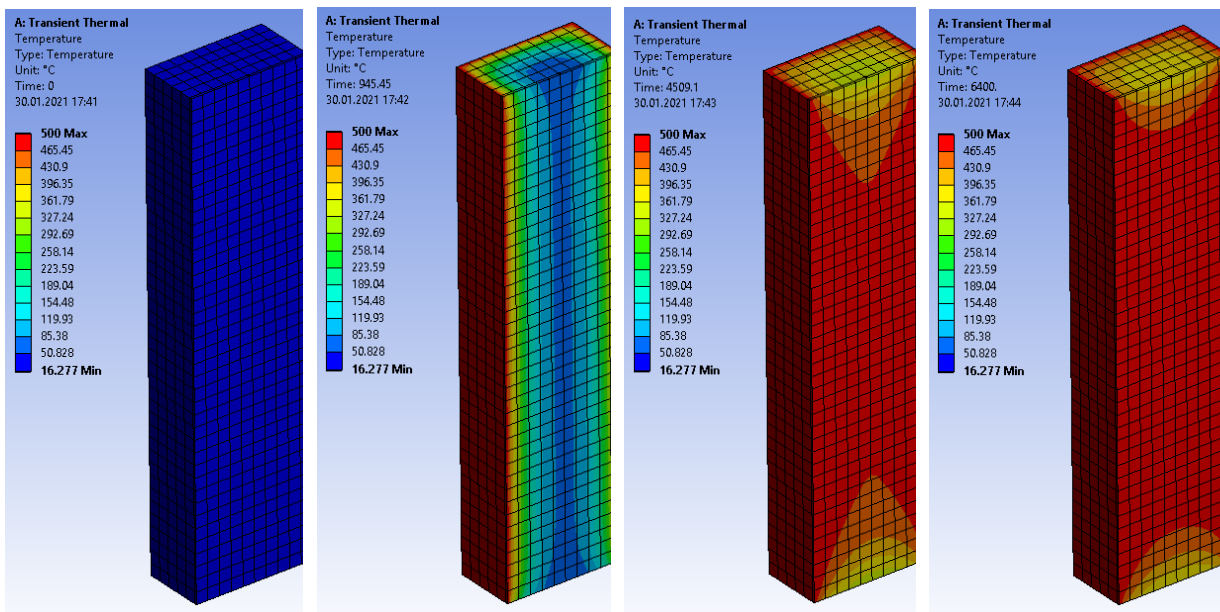 A: Transient Thermal
Temperature
Type: Temperature
Unit: °C
Time: 0
30.01.2021 17:41
500 Max
465.45
430.9
396.35
361.79
327.24
292.69
258.14
223.59
189.04
154.48
119.93
85.38
50.828
16.277 Min
A: Transient Thermal
Temperature
Type: Temperature
Unit: °C
Time: 945.45
30.01.2021 17:42
500 Max
465.45
430.9
396.35
361.79
327.24
292.69
258.14
223.59
189.04
154.48
119.93
85.38
50.828
16.277 Min
A: Transient Thermal
Temperature
Type: Temperature
Unit: °C
Time: 4509.1
30.01.2021 17:43
500 Max
465.45
430.9
396.35
361.79
327.24
292.69
258.14
223.59
189.04
154.48
119.93
85.38
50.828
16.277 Min
A: Transient Thermal
Temperature
Type: Temperature
Unit: °C
Time: 6400.
30.01.2021 17:44
500 Max
465.45
430.9
396.35
361.79
327.24
292.69
258.14
223.59
189.04
154.48
119.93
85.38
50.828
16.277 Min